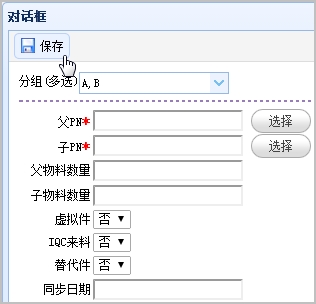 对话框
保存
分组(多选) A,B
父PN* 选择
子PN* 选择
父物料数量
子物料数量
虚拟件 否
IQC来料 否
替代件 否
同步日期